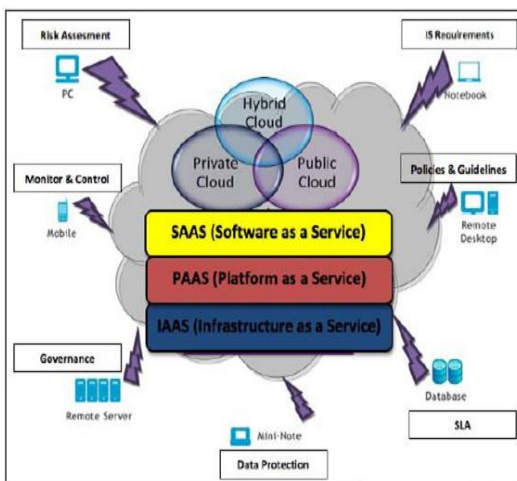 Risk Assesment
PC
IS Requirements
Notebook
Hybrid
Cloud
Private
Cloud
Public
Cloud
Monitor & Control
Mobile
Policies & Guidelines
Remote
Desktop
SAAS (Software as a Service)
PAAS (Platform as a Service)
IAAS (Infrastructure as a Service)
Governance
Remote Server
Database
SLA
Mini-Note
Data Protection